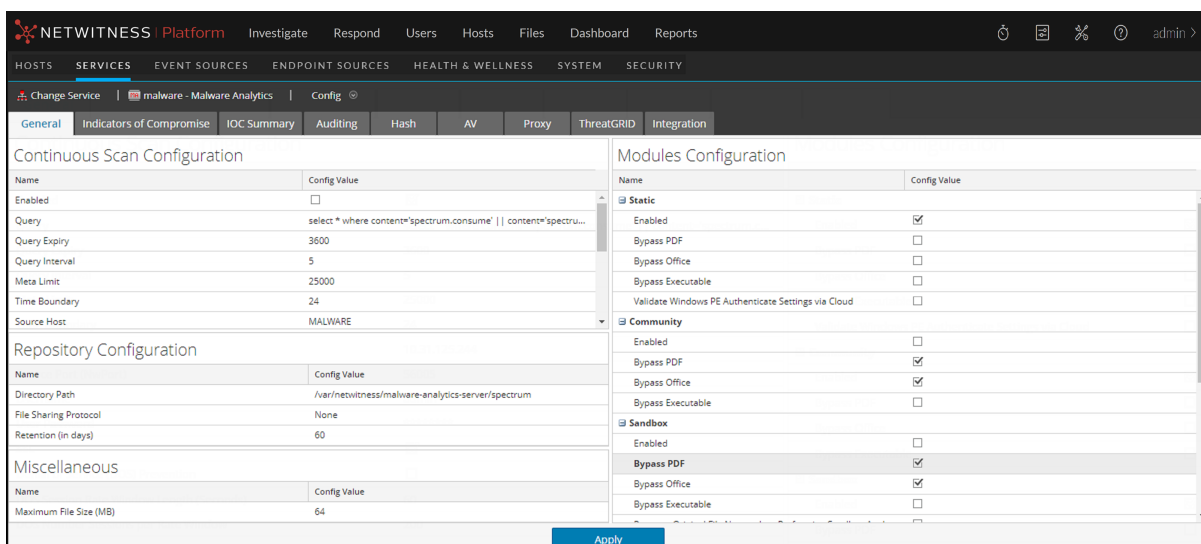 NETWITNESS | Platform Investigate Respond Users Hosts Files Dashboard Reports admin >
HOSTS SERVICES EVENT SOURCES ENDPOINT SOURCES HEALTH & WELLNESS SYSTEM SECURITY
Change Service | malware - Malware Analytics | Config
General Indicators of Compromise IOC Summary Auditing Hash AV Proxy ThreatGRID Integration
Continuous Scan Configuration
Name Config Value
Enabled
Query select * where content='spectrum.consume' || content='spectru...
Query Expiry 3600
Query Interval 5
Meta Limit 25000
Time Boundary 24
Source Host MALWARE
Repository Configuration
Name Config Value
Directory Path /var/netwitness/malware-analytics-server/spectrum
File Sharing Protocol None
Retention (in days) 60
Miscellaneous
Name Config Value
Maximum File Size (MB) 64
Modules Configuration
Name Config Value
Static
Enabled
Bypass PDF
Bypass Office
Bypass Executable
Validate Windows PE Authenticate Settings via Cloud
Community
Enabled
Bypass PDF
Bypass Office
Bypass Executable
Sandbox
Enabled
Bypass PDF
Bypass Office
Bypass Executable
Apply